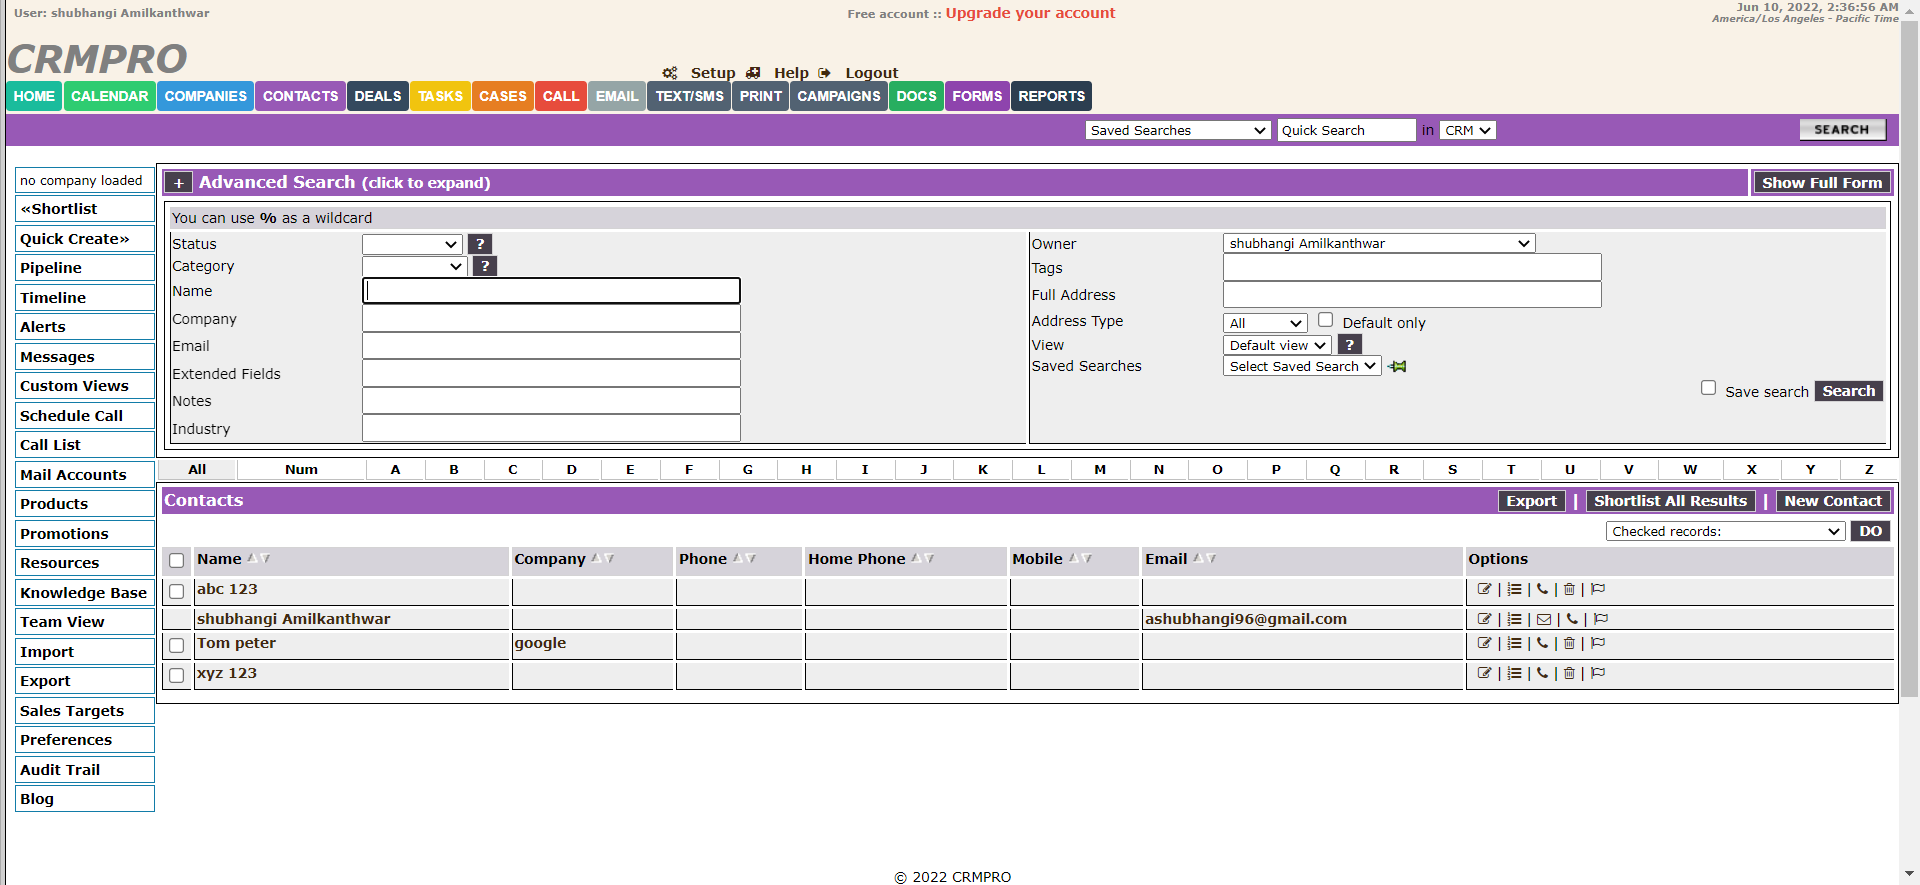 User: shubhangi Amilkanthwar
Free account :: Upgrade your account
Jun 10, 2022, 2:36:56 AM
America/Los Angeles - Pacific Time
CRMPRO
Setup Help Logout
HOME CALENDAR COMPANIES CONTACTS DEALS TASKS CASES CALL EMAIL TEXT/SMS PRINT CAMPAIGNS DOCS FORMS REPORTS
Saved Searches Quick Search in CRM SEARCH
no company loaded
«Shortlist
Quick Create»
Pipeline
Timeline
Alerts
Messages
Custom Views
Schedule Call
Call List
Mail Accounts
Products
Promotions
Resources
Knowledge Base
Team View
Import
Export
Sales Targets
Preferences
Audit Trail
Blog
+ Advanced Search (click to expand) Show Full Form
You can use % as a wildcard
Status ?
Category ?
Name
Company
Email
Extended Fields
Notes
Industry
Owner shubhangi Amilkanthwar
Tags
Full Address
Address Type All Default only
View Default view ?
Saved Searches Select Saved Search
Save search Search
All Num A B C D E F G H I J K L M N O P Q R S T U V W X Y Z
Contacts Export | Shortlist All Results | New Contact
Checked records: DO
Name Company Phone Home Phone Mobile Email Options
abc 123 | | | |
shubhangi Amilkanthwar ashubhangi96@gmail.com | | | |
Tom peter google | | | |
xyz 123 | | | |
© 2022 CRMPRO